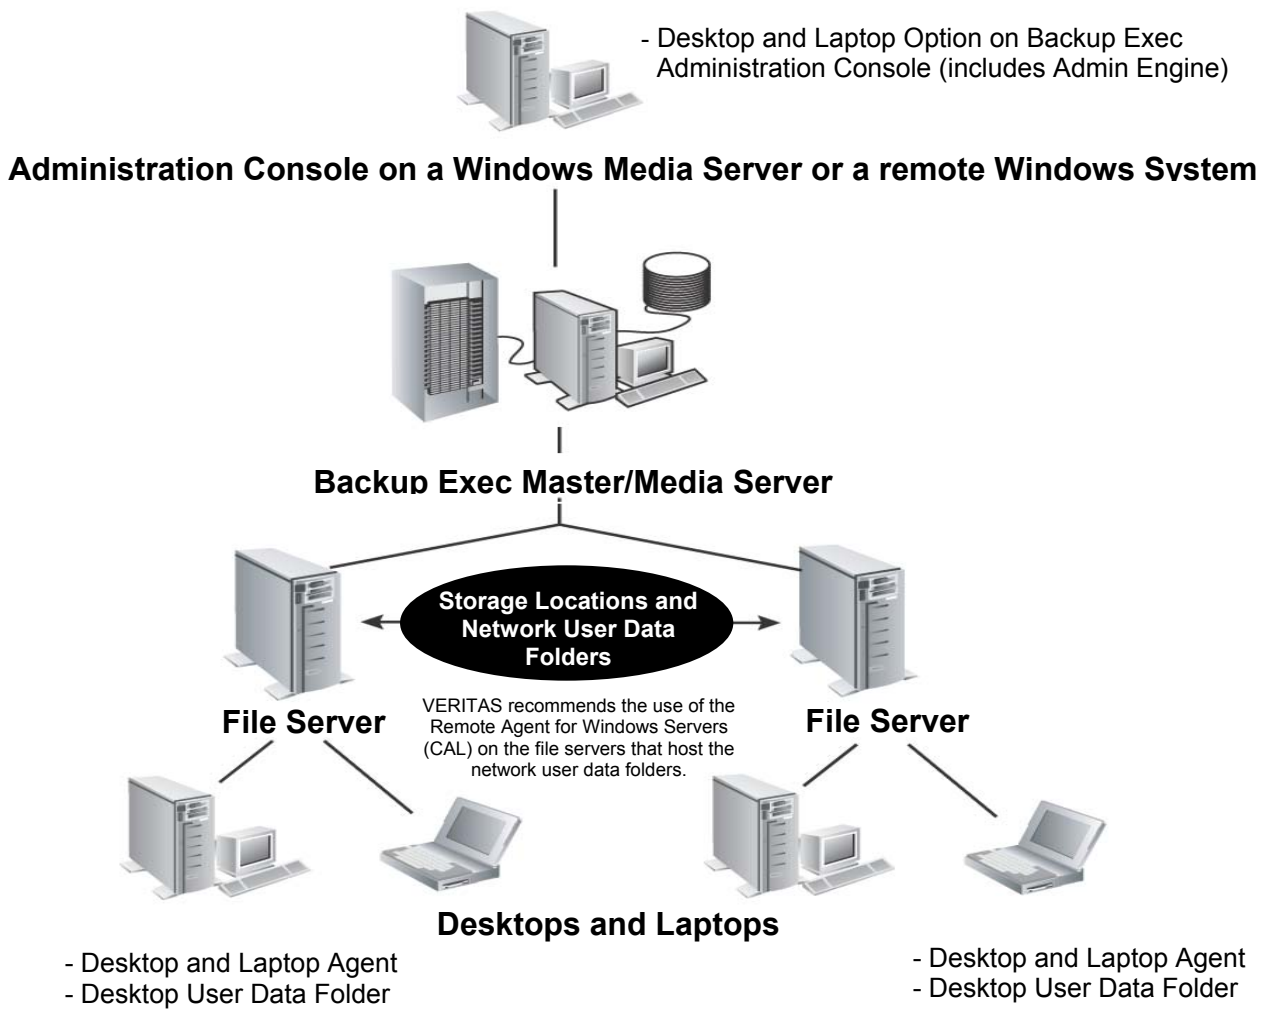 - Desktop and Laptop Option on Backup Exec
Administration Console (includes Admin Engine)
Administration Console on a Windows Media Server or a remote Windows System
Backup Exec Master/Media Server
Storage Locations and
Network User Data
Folders
File Server
VERITAS recommends the use of the
Remote Agent for Windows Servers
(CAL) on the file servers that host the
network user data folders.
File Server
Desktops and Laptops
- Desktop and Laptop Agent
- Desktop User Data Folder
- Desktop and Laptop Agent
- Desktop User Data Folder